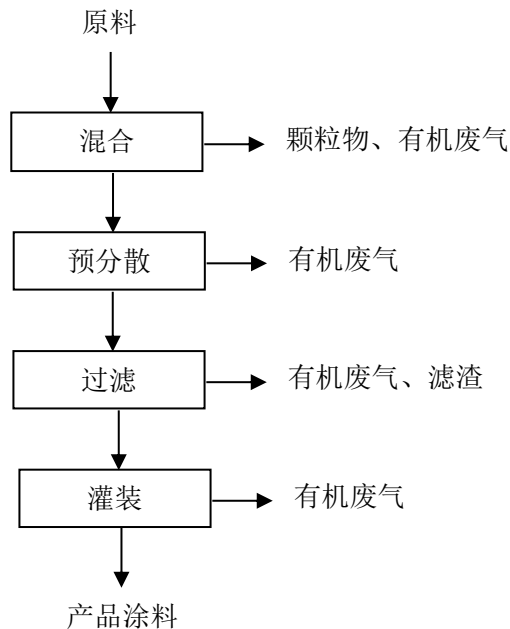 原料
混合
颗粒物、有机废气
预分散
有机废气
过滤
有机废气、滤渣
灌装
有机废气
产品涂料